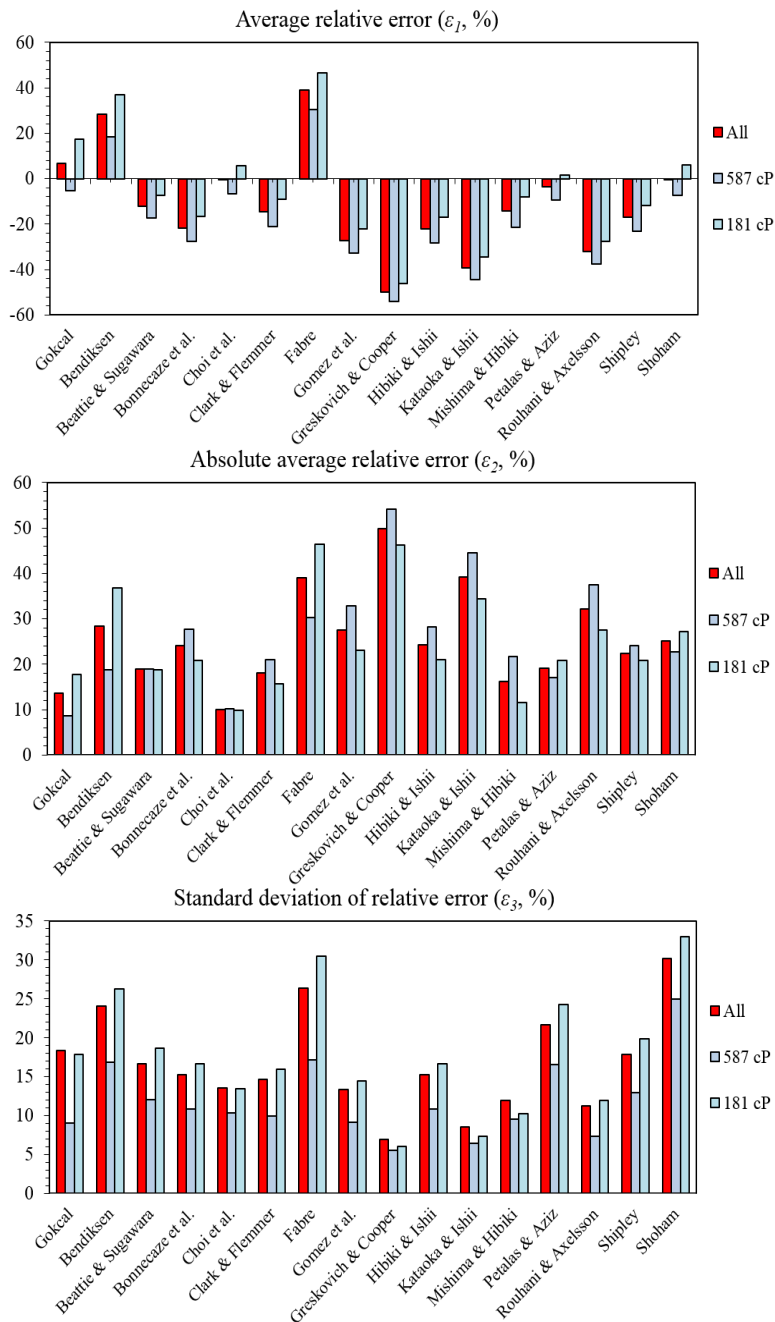 Average relative error (ε1, %)
60
40
20
0
-20
-40
-60
All
587 cP
181 cP
Gokcal
Bendiksen
Beattie & Sugawara
Bonnecaze et al.
Choi et al.
Clark & Flemmer
Fabre
Gomez et al.
Greskovich & Cooper
Hibiki & Ishii
Kataoka & Ishii
Mishima & Hibiki
Petalas & Aziz
Rouhani & Axelsson
Shipley
Shoham
Absolute average relative error (ε2, %)
60
50
40
30
20
10
0
All
587 cP
181 cP
Gokcal
Bendiksen
Beattie & Sugawara
Bonnecaze et al.
Choi et al.
Clark & Flemmer
Fabre
Gomez et al.
Greskovich & Cooper
Hibiki & Ishii
Kataoka & Ishii
Mishima & Hibiki
Petalas & Aziz
Rouhani & Axelsson
Shipley
Shoham
Standard deviation of relative error (ε3, %)
35
30
25
20
15
10
5
0
All
587 cP
181 cP
Gokcal
Bendiksen
Beattie & Sugawara
Bonnecaze et al.
Choi et al.
Clark & Flemmer
Fabre
Gomez et al.
Greskovich & Cooper
Hibiki & Ishii
Kataoka & Ishii
Mishima & Hibiki
Petalas & Aziz
Rouhani & Axelsson
Shipley
Shoham